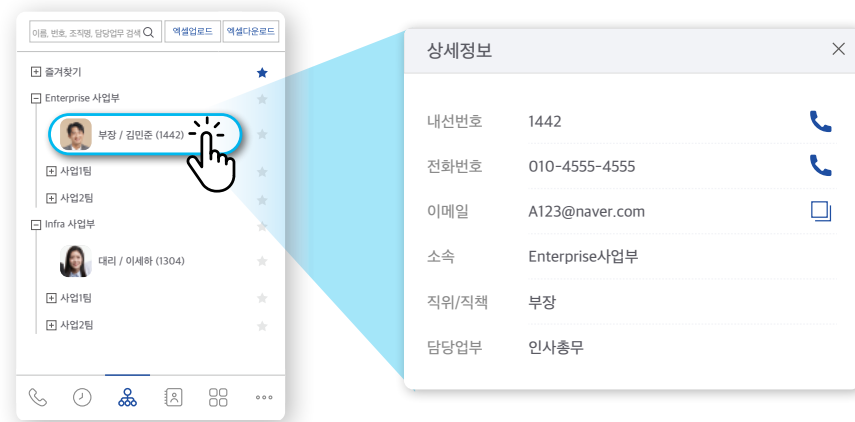 이름, 번호, 조직명, 담당업무 검색
엑셀업로드
엑셀다운로드
즐겨찾기
Enterprise 사업부
부장 / 김민준 (1442)
사업1팀
사업2팀
Infra 사업부
대리 / 이세하 (1304)
사업1팀
사업2팀
상세정보
내선번호 1442
전화번호 010-4555-4555
이메일 A123@naver.com
소속 Enterprise사업부
직위/직책 부장
담당업무 인사총무